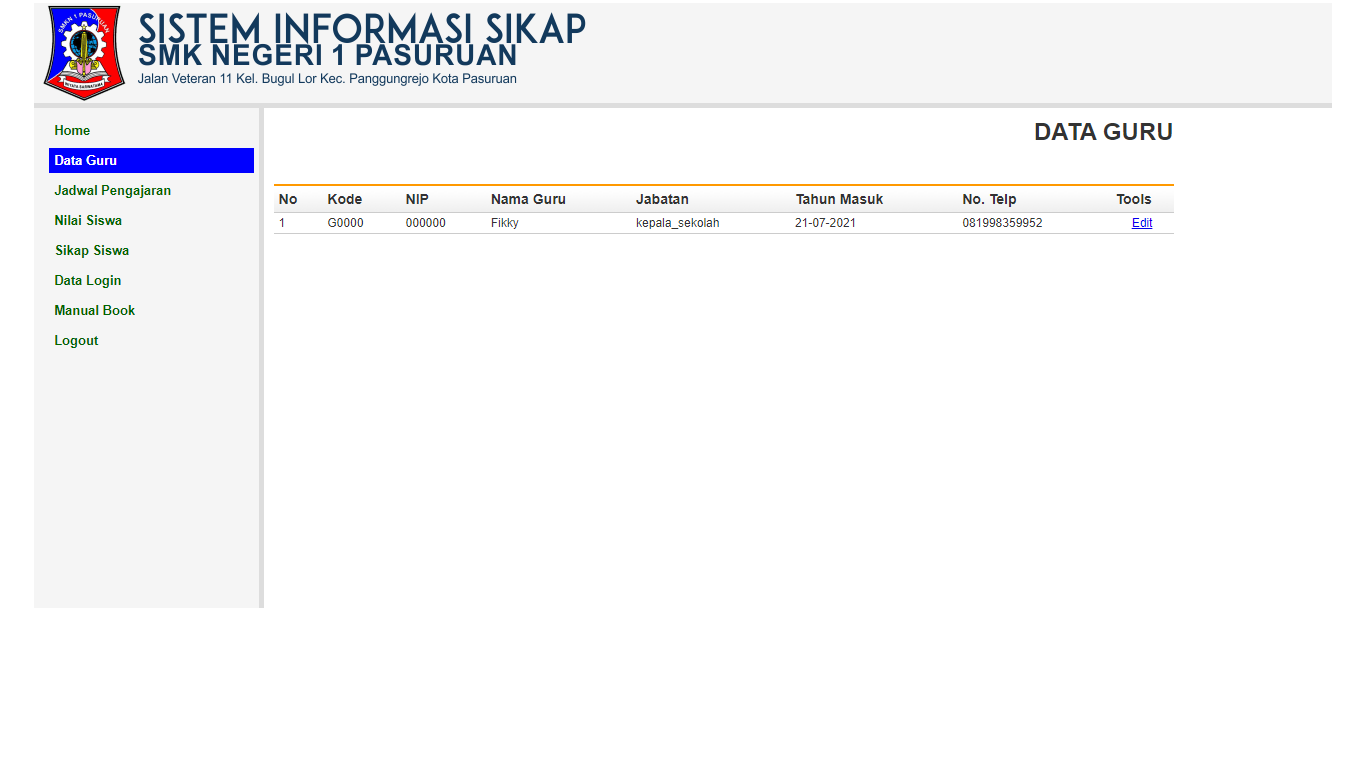 SMKN 1 PASURUAN
WIYATA SARWATAMA
SISTEM INFORMASI SIKAP
SMK NEGERI 1 PASURUAN
Jalan Veteran 11 Kel. Bugul Lor Kec. Panggungrejo Kota Pasuruan
Home
Data Guru
Jadwal Pengajaran
Nilai Siswa
Sikap Siswa
Data Login
Manual Book
Logout
DATA GURU
No Kode NIP Nama Guru Jabatan Tahun Masuk No. Telp Tools
1 G0000 000000 Fikky kepala_sekolah 21-07-2021 081998359952 Edit